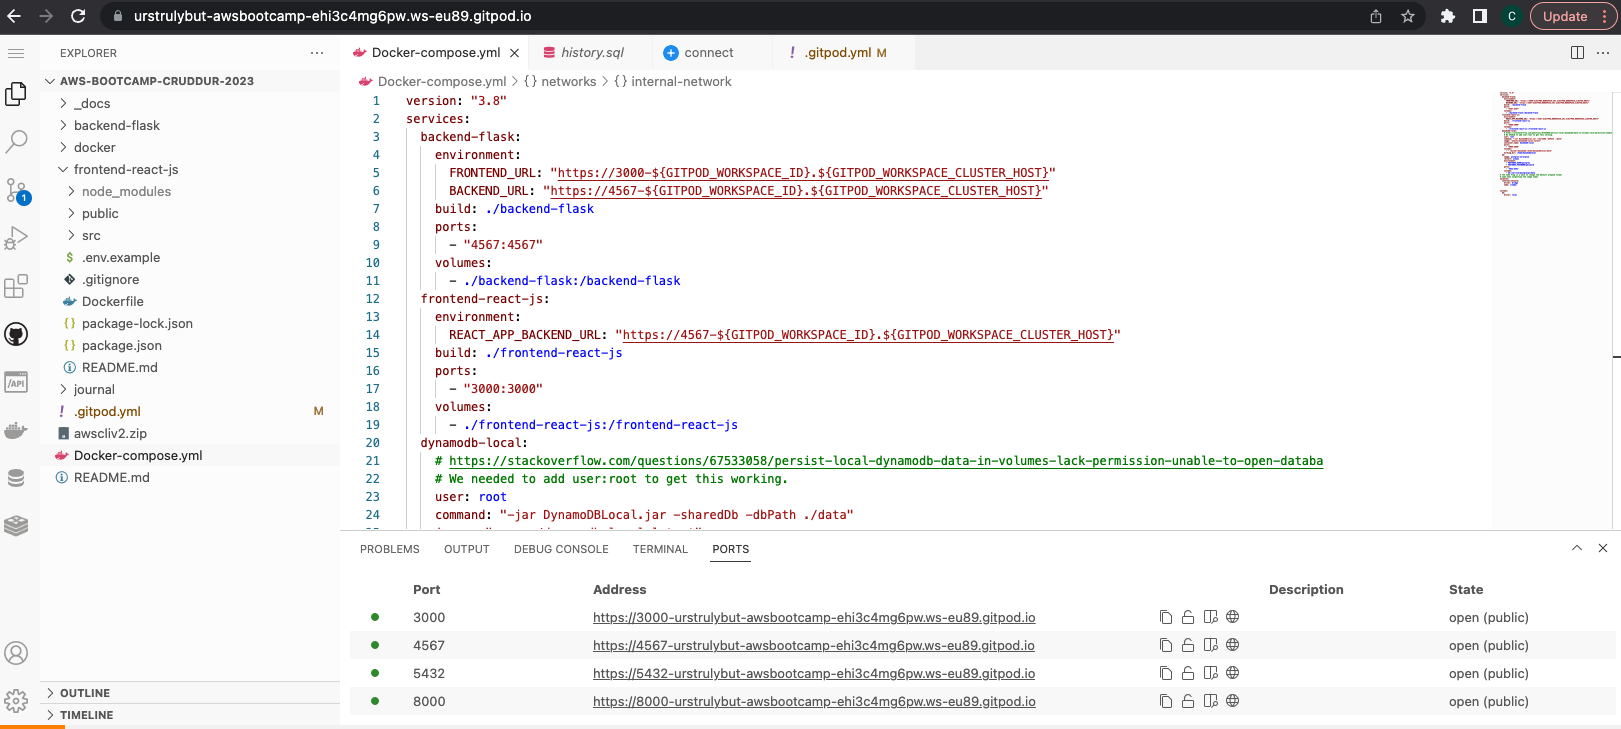 urstrulybut-awsbootcamp-ehi3c4mg6pw.ws-eu89.gitpod.io
C
Update
EXPLORER
Docker-compose.yml
history.sql
connect
! .gitpod.yml M
AWS-BOOTCAMP-CRUDDUR-2023
Docker-compose.yml > {} networks > {} internal-network
_docs
backend-flask
docker
frontend-react-js
node_modules
public
src
$ .env.example
.gitignore
Dockerfile
{} package-lock.json
{} package.json
README.md
journal
! .gitpod.yml M
awscliv2.zip
Docker-compose.yml
README.md
1
/API
OUTLINE
TIMELINE
1 version: "3.8"
2 services:
3 backend-flask:
4 environment:
5 FRONTEND_URL: "https://3000-${GITPOD_WORKSPACE_ID}.${GITPOD_WORKSPACE_CLUSTER_HOST}"
6 BACKEND_URL: "https://4567-${GITPOD_WORKSPACE_ID}.${GITPOD_WORKSPACE_CLUSTER_HOST}"
7 build: ./backend-flask
8 ports:
9 - "4567:4567"
10 volumes:
11 - ./backend-flask:/backend-flask
12 frontend-react-js:
13 environment:
14 REACT_APP_BACKEND_URL: "https://4567-${GITPOD_WORKSPACE_ID}.${GITPOD_WORKSPACE_CLUSTER_HOST}"
15 build: ./frontend-react-js
16 ports:
17 - "3000:3000"
18 volumes:
19 - ./frontend-react-js:/frontend-react-js
20 dynamodb-local:
21 # https://stackoverflow.com/questions/67533058/persist-local-dynamodb-data-in-volumes-lack-permission-unable-to-open-databa
22 # We needed to add user:root to get this working.
23 user: root
24 command: "-jar DynamoDBLocal.jar -sharedDb -dbPath ./data"
PROBLEMS OUTPUT DEBUG CONSOLE TERMINAL PORTS
Port Address Description State
3000 https://3000-urstrulybut-awsbootcamp-ehi3c4mg6pw.ws-eu89.gitpod.io open (public)
4567 https://4567-urstrulybut-awsbootcamp-ehi3c4mg6pw.ws-eu89.gitpod.io open (public)
5432 https://5432-urstrulybut-awsbootcamp-ehi3c4mg6pw.ws-eu89.gitpod.io open (public)
8000 https://8000-urstrulybut-awsbootcamp-ehi3c4mg6pw.ws-eu89.gitpod.io open (public)